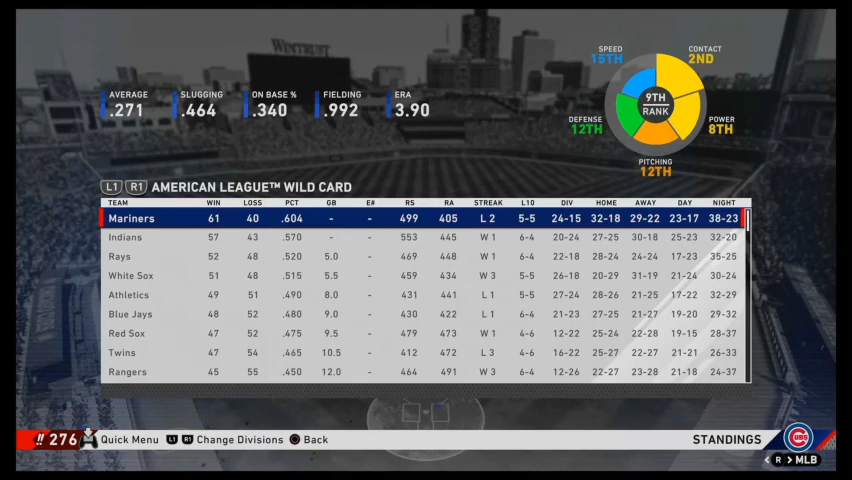 WINTRUST
SPEED
15TH
CONTACT
2ND
AVERAGE SLUGGING ON BASE % FIELDING ERA
.271 .464 .340 .992 3.90
9TH
RANK
DEFENSE
12TH
POWER
8TH
PITCHING
12TH
L1 R1 AMERICAN LEAGUE™ WILD CARD
TEAM WIN LOSS PCT GB E# RS RA STREAK L10 DIV HOME AWAY DAY NIGHT
Mariners 61 40 .604 - - 499 405 L 2 5-5 24-15 32-18 29-22 23-17 38-23
Indians 57 43 .570 - - 553 445 W 1 6-4 20-24 27-25 30-18 25-23 32-20
Rays 52 48 .520 5.0 - 469 448 W 1 6-4 22-18 28-24 24-24 17-23 35-25
White Sox 51 48 .515 5.5 - 459 434 W 3 5-5 26-18 20-29 31-19 21-24 30-24
Athletics 49 51 .490 8.0 - 431 441 L 1 5-5 27-24 28-26 21-25 17-22 32-29
Blue Jays 48 52 .480 9.0 - 430 422 L 1 6-4 21-23 27-25 21-27 19-20 29-32
Red Sox 47 52 .475 9.5 - 479 473 W 1 4-6 12-22 25-24 22-28 19-15 28-37
Twins 47 54 .465 10.5 - 412 472 L 3 4-6 16-22 25-27 22-27 21-21 26-33
Rangers 45 55 .450 12.0 - 464 491 W 3 5-5 12-26 22-27 23-28 21-18 24-37
!! 276 Quick Menu L1 R1 Change Divisions Back STANDINGS CUBS
< R > MLB